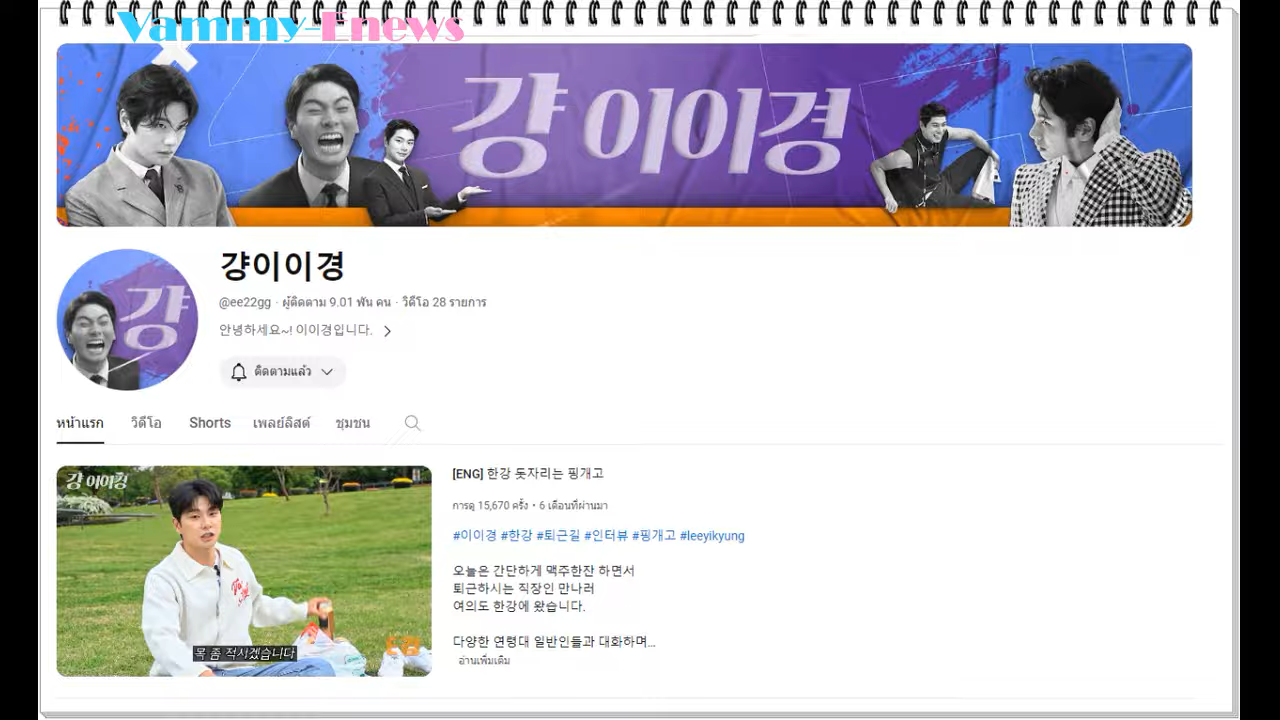 Vammy-Enews
걍 이이경
걍
걍이이경
@ee22gg · ผู้ติดตาม 9.01 พัน คน · วิดีโอ 28 รายการ
안녕하세요~! 이이경입니다.
ติดตามแล้ว
หน้าแรก วิดีโอ Shorts เพลย์ลิสต์ ชุมชน
걍 이이경
목 좀 적시겠습니다
[ENG] 한강 돗자리는 핑개고
การดู 15,670 ครั้ง • 6 เดือนที่ผ่านมา
#이이경 #한강 #퇴근길 #인터뷰 #핑개고 #leeyikyung
오늘은 간단하게 맥주한잔 하면서
퇴근하시는 직장인 만나러
여의도 한강에 왔습니다.
다양한 연령대 일반인들과 대화하며...
อ่านเพิ่มเติม